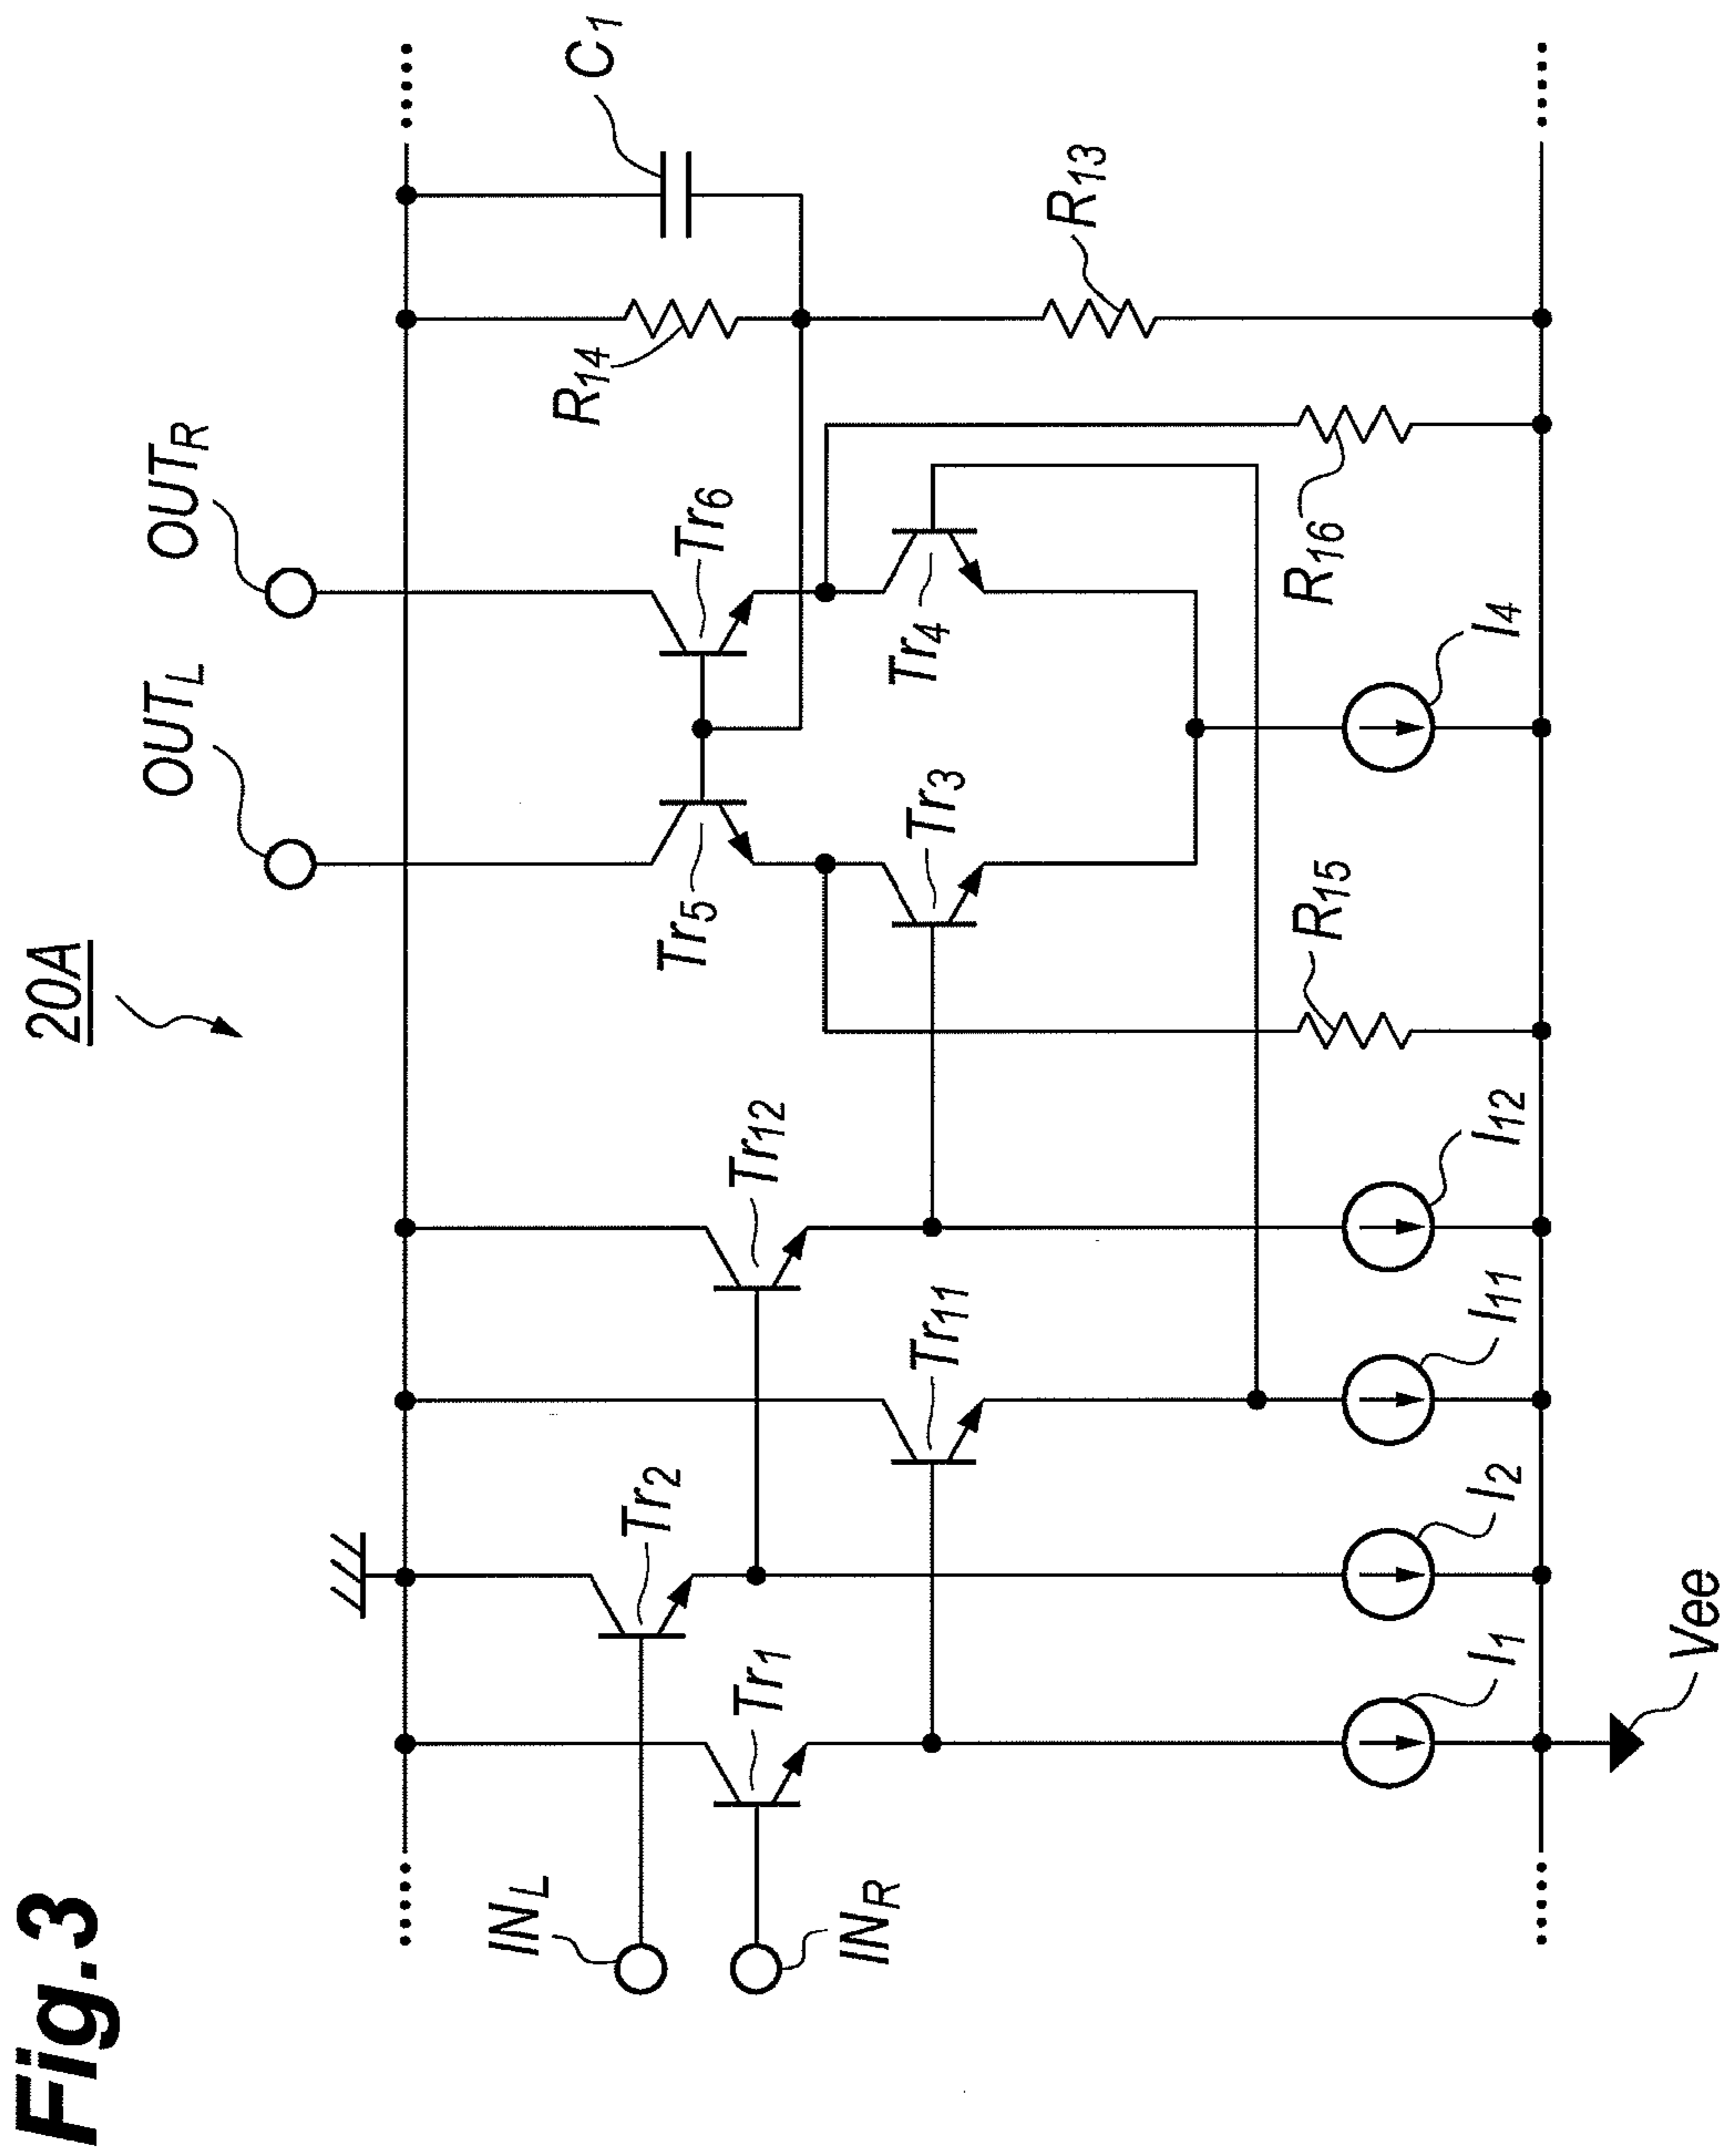 Fig.3
20A
OUTL
OUTR
C1
R14
R13
Tr5
Tr6
Tr3
Tr4
R15
R16
I4
Tr12
Tr11
Tr2
Tr1
INL
INR
I1
I2
I11
I12
Vee